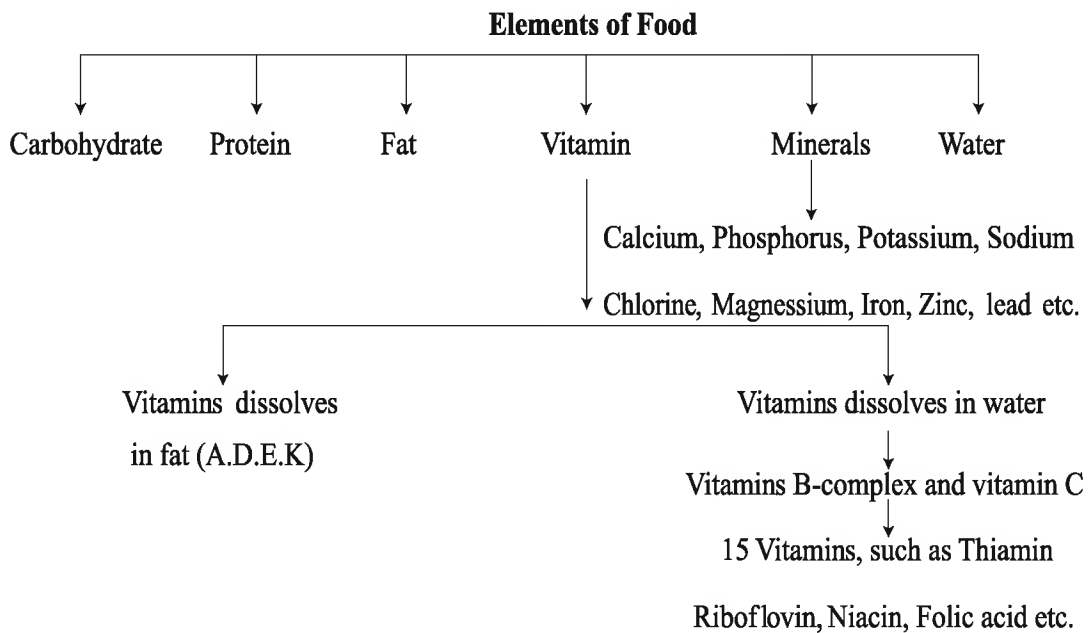 Elements of Food
Carbohydrate Protein Fat Vitamin Minerals Water
Calcium, Phosphorus, Potassium, Sodium
Chlorine, Magnessium, Iron, Zinc, lead etc.
Vitamins dissolves
in fat (A.D.E.K)
Vitamins dissolves in water
Vitamins B-complex and vitamin C
15 Vitamins, such as Thiamin
Riboflovin, Niacin, Folic acid etc.